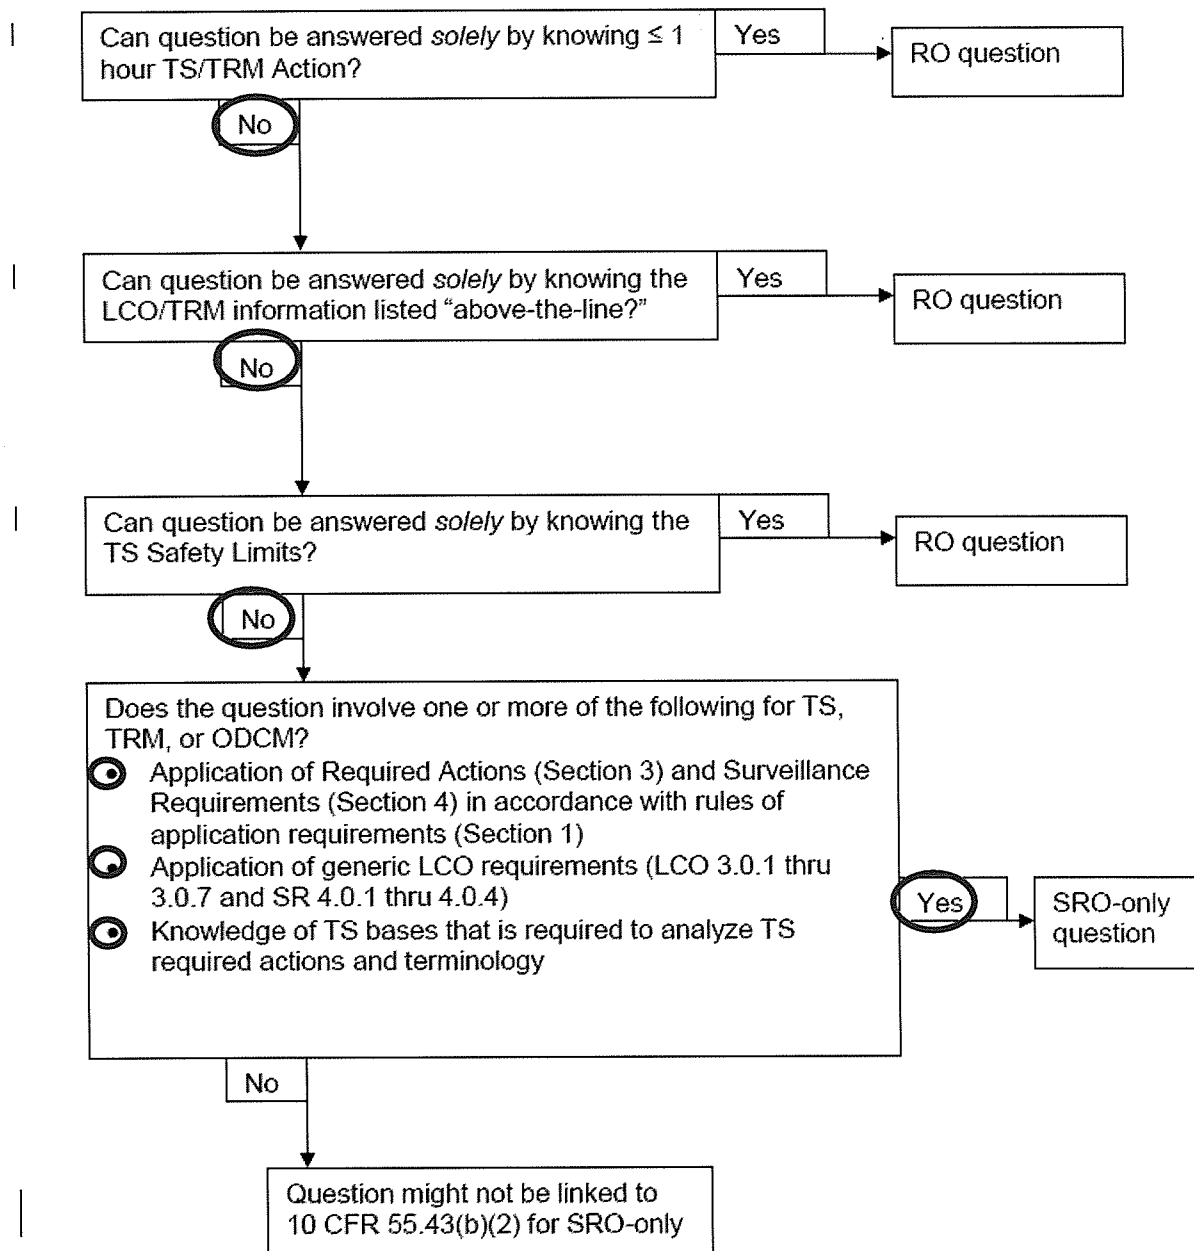 Can question be answered solely by knowing ≤ 1
hour TS/TRM Action?
Yes
RO question
No
Can question be answered solely by knowing the
LCO/TRM information listed “above-the-line?”
Yes
RO question
No
Can question be answered solely by knowing the
TS Safety Limits?
Yes
RO question
No
Does the question involve one or more of the following for TS,
TRM, or ODCM?
• Application of Required Actions (Section 3) and Surveillance
Requirements (Section 4) in accordance with rules of
application requirements (Section 1)
• Application of generic LCO requirements (LCO 3.0.1 thru
3.0.7 and SR 4.0.1 thru 4.0.4)
• Knowledge of TS bases that is required to analyze TS
required actions and terminology
Yes
SRO-only
question
No
Question might not be linked to
10 CFR 55.43(b)(2) for SRO-only